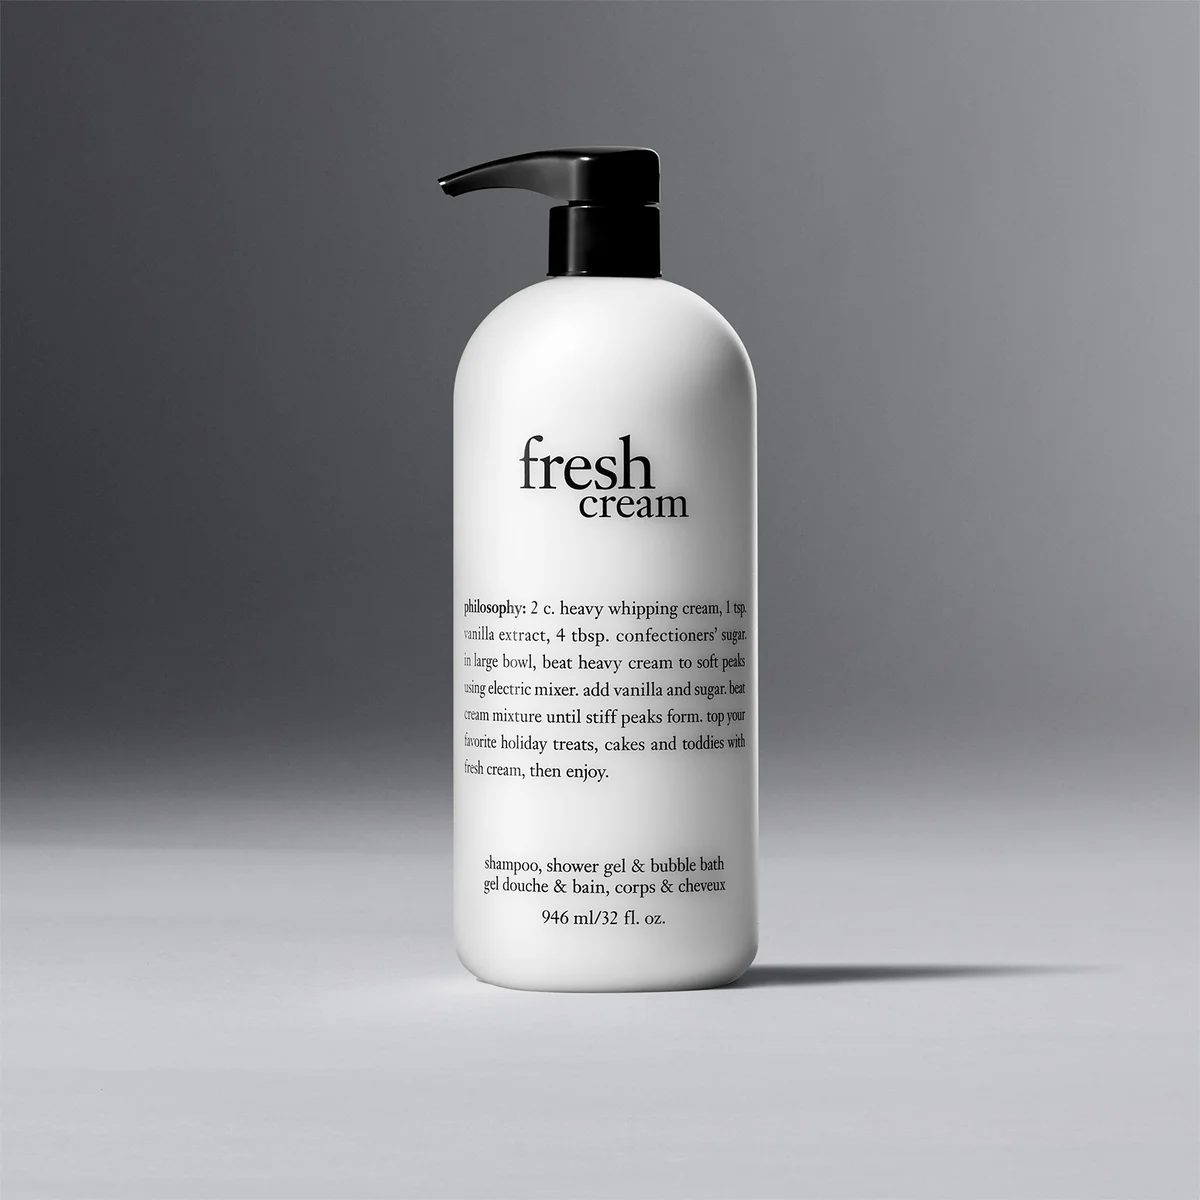 fresh
cream
philosophy: 2 c. heavy whipping cream, 1 tsp.
vanilla extract, 4 tbsp. confectioners’ sugar.
in large bowl, beat heavy cream to soft peaks
using electric mixer. add vanilla and sugar. beat
cream mixture until stiff peaks form. top your
favorite holiday treats, cakes and toddies with
fresh cream, then enjoy.
shampoo, shower gel & bubble bath
gel douche & bain, corps & cheveux
946 ml/32 fl. oz.